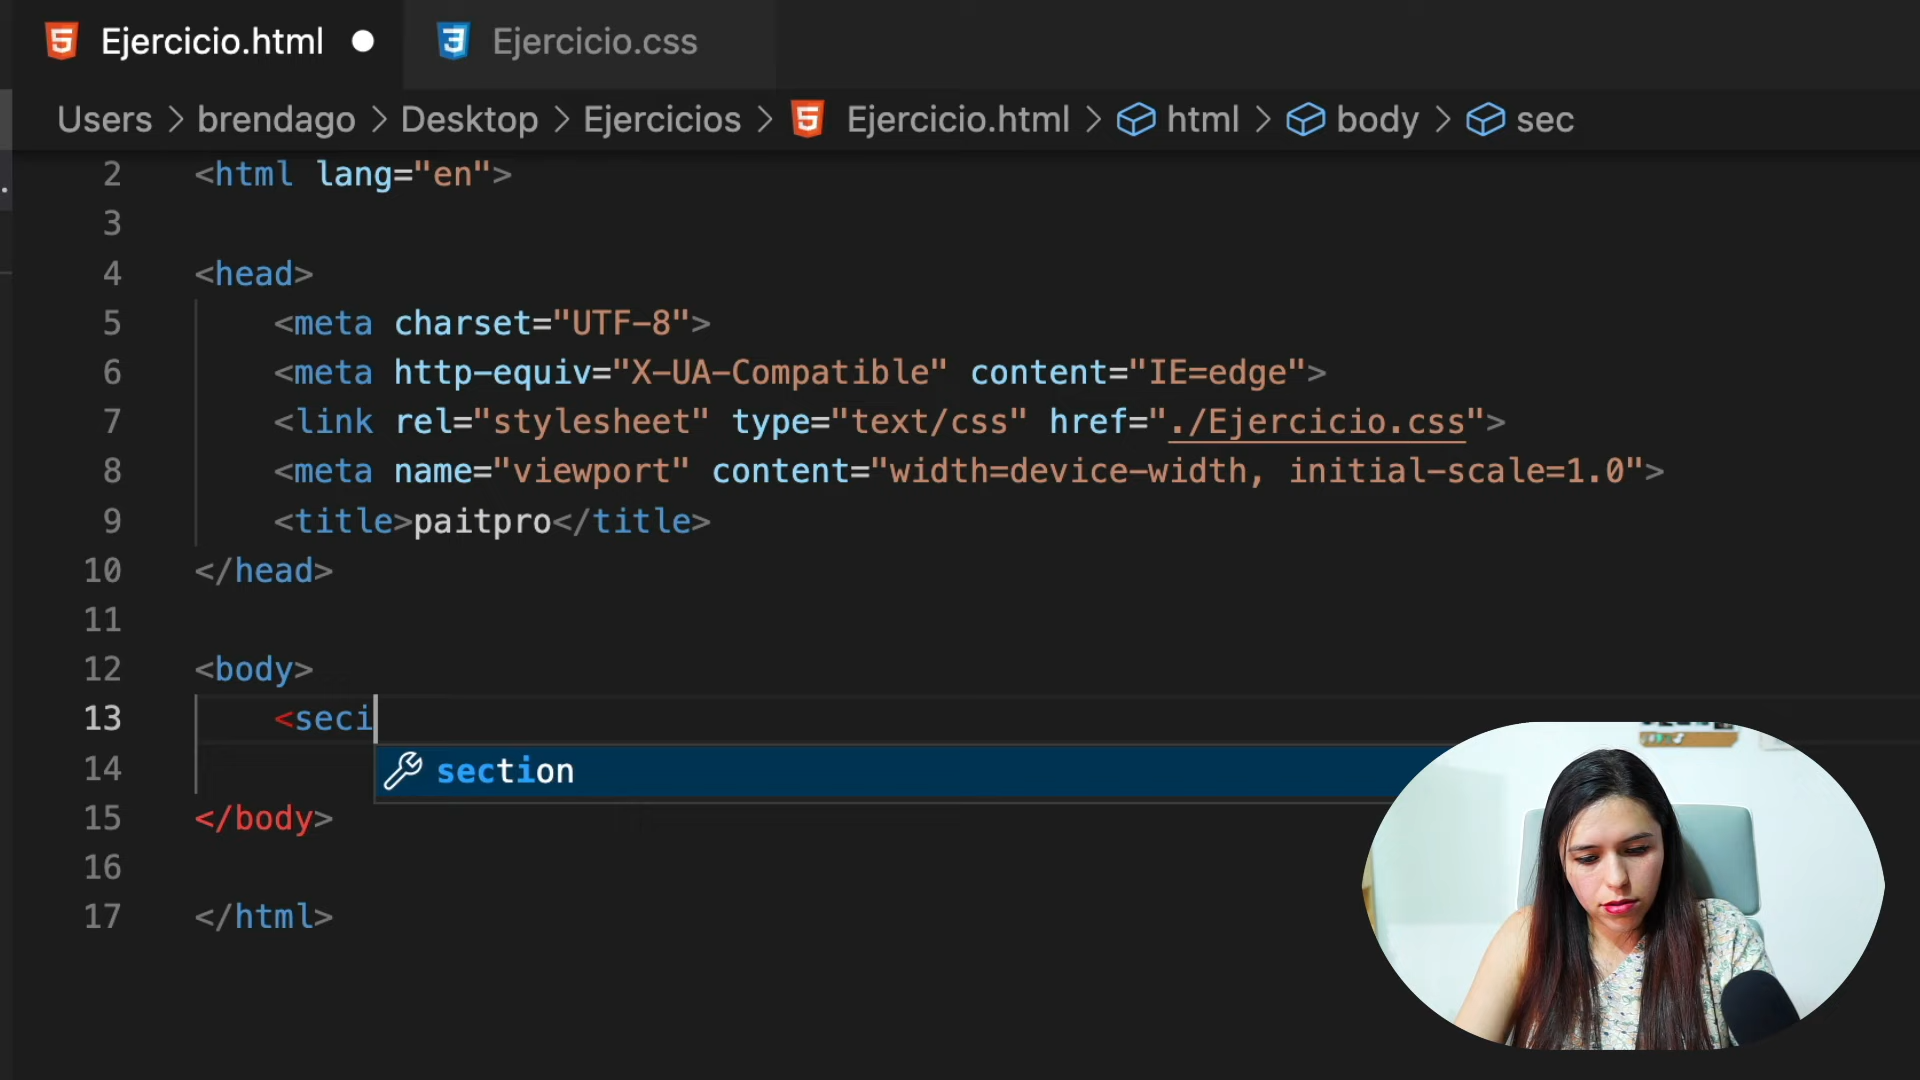 Ejercicio.html Ejercicio.css
Users > brendago > Desktop > Ejercicios > Ejercicio.html > html > body > sec
2 <html lang="en">
3
4 <head>
5 <meta charset="UTF-8">
6 <meta http-equiv="X-UA-Compatible" content="IE=edge">
7 <link rel="stylesheet" type="text/css" href="./Ejercicio.css">
8 <meta name="viewport" content="width=device-width, initial-scale=1.0">
9 <title>paitpro</title>
10 </head>
11
12 <body>
13 <seci
section
14
15 </body>
16
17 </html>